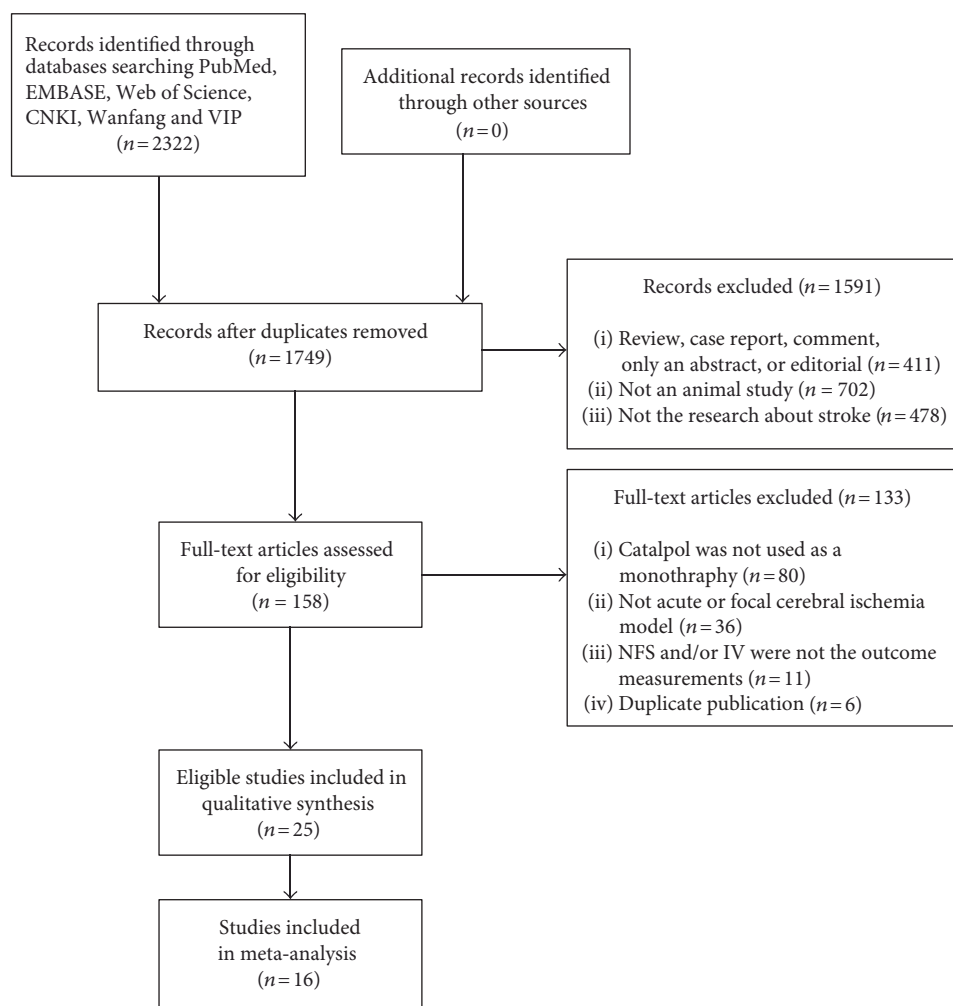 Records identified through
databases searching PubMed,
EMBASE, Web of Science,
CNKI, Wanfang and VIP
(n=2322)
Additional records identified
through other sources
(n=0)
Records after duplicates removed
(n=1749)
Records excluded (n=1591)
(i) Review, case report, comment,
only an abstract, or editorial (n=411)
(ii) Not an animal study (n = 702)
(iii) Not the research about stroke (n=478)
Full-text articles assessed
for eligibility
(n = 158)
Full-text articles excluded (n=133)
(i) Catalpol was not used as a
monothraphy (n=80)
(ii) Not acute or focal cerebral ischemia
model (n=36)
(iii) NFS and/or IV were not the outcome
measurements (n=11)
(iv) Duplicate publication (n=6)
Eligible studies included in
qualitative synthesis
(n=25)
Studies included
in meta-analysis
(n=16)